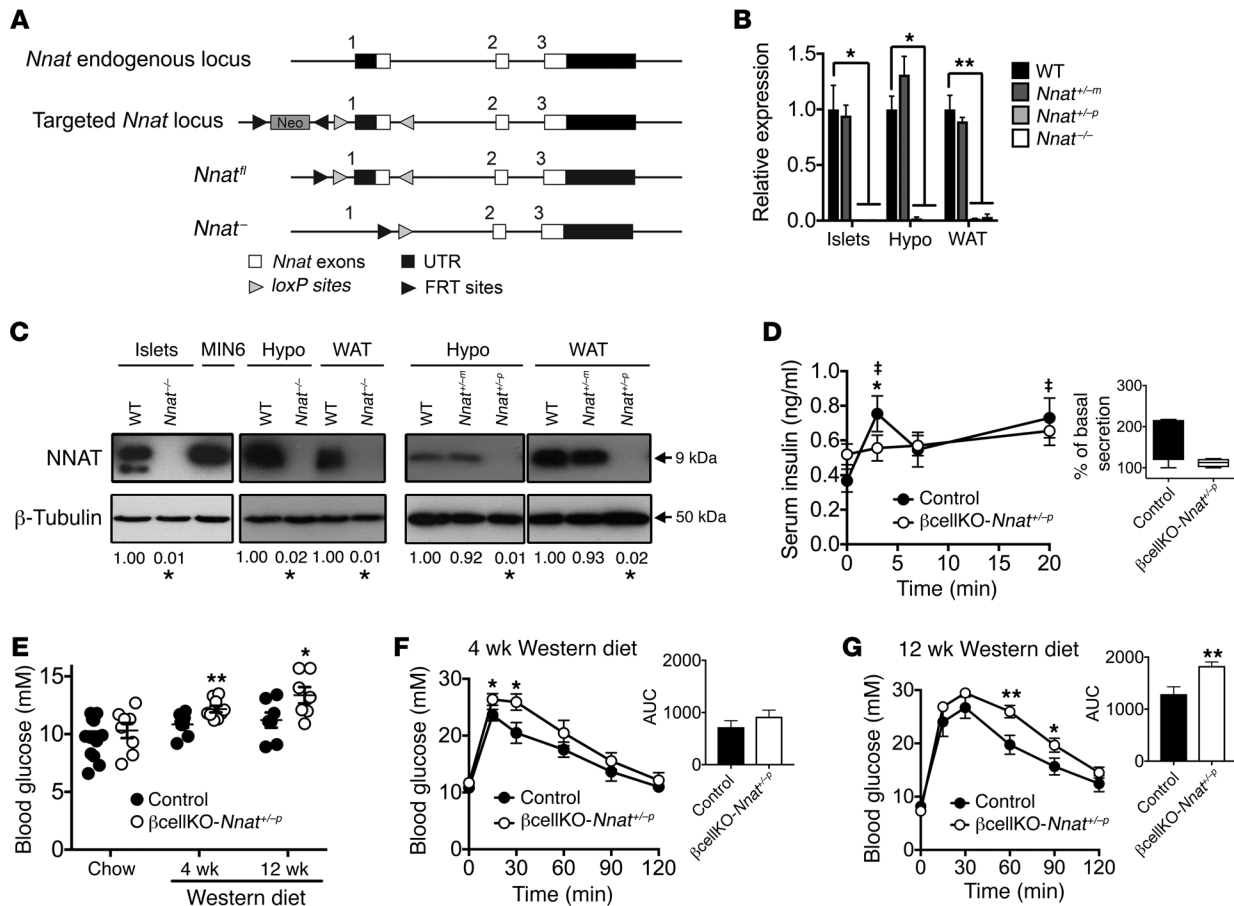 A
Nnat endogenous locus
1 2 3
Targeted Nnat locus
Neo
1 2 3
Nnat^fl
1 2 3
Nnat^–
1 2 3
Nnat exons UTR
loxP sites FRT sites
B
Relative expression
1.5
1.0
0.5
0.0
* * **
Islets Hypo WAT
WT
Nnat^+/–m
Nnat^+/–p
Nnat^–/–
C
Islets MIN6 Hypo WAT Hypo WAT
WT Nnat^–/– WT Nnat^–/– WT Nnat^–/– WT Nnat^+/–m Nnat^+/–p WT Nnat^+/–m Nnat^+/–p
NNAT 9 kDa
β-Tubulin 50 kDa
1.00 0.01 1.00 0.02 1.00 0.01 1.00 0.92 0.01 1.00 0.93 0.02
* * * * *
D
Serum insulin (ng/ml)
1.0
0.8
0.6
0.4
0.2
0.0
‡ ‡
*
Control
βcellKO-Nnat^+/–p
0 5 10 15 20
Time (min)
% of basal
secretion
300
200
100
Control
βcellKO-Nnat^+/–p
E
Blood glucose (mM)
15
10
5
** *
Control
βcellKO-Nnat^+/–p
Chow 4 wk 12 wk
Western diet
F
4 wk Western diet
Blood glucose (mM)
30
20
10
0
* *
Control
βcellKO-Nnat^+/–p
0 30 60 90 120
Time (min)
AUC
2000
1000
0
Control
βcellKO-Nnat^+/–p
G
12 wk Western diet
Blood glucose (mM)
30
20
10
0
** *
Control
βcellKO-Nnat^+/–p
0 30 60 90 120
Time (min)
AUC
2000
1000
0
**
Control
βcellKO-Nnat^+/–p